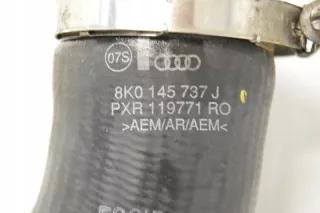 07S
8K0 145 737 J
PXR 119771 RO
>AEM/AR/AEM<